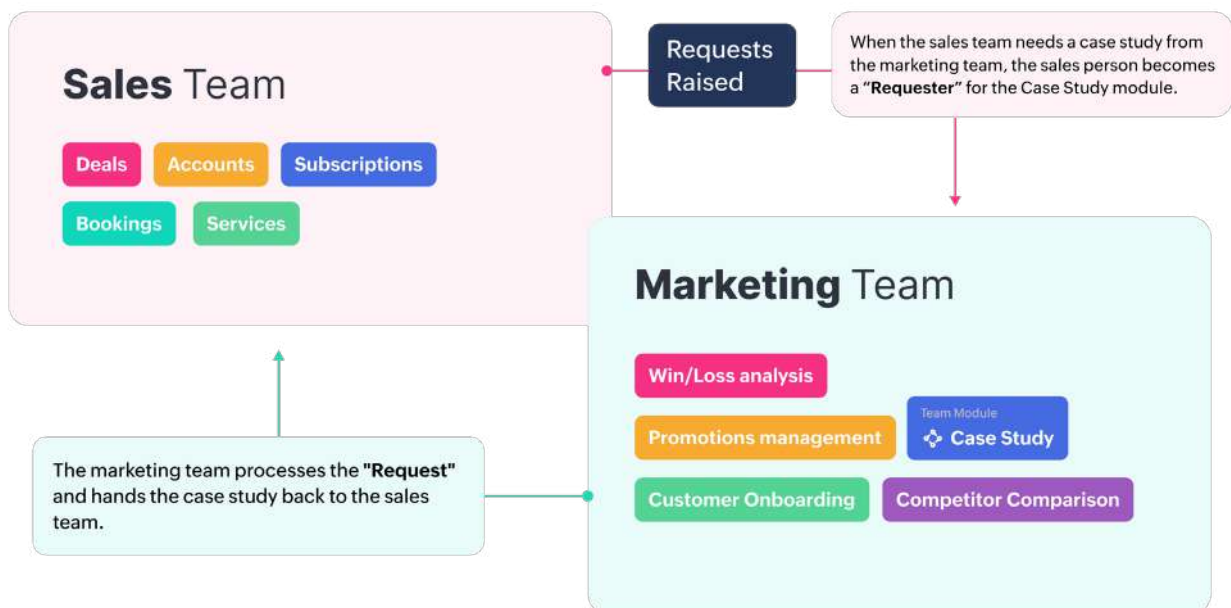 Sales Team
Deals
Accounts
Subscriptions
Bookings
Services
Requests
Raised
When the sales team needs a case study from
the marketing team, the sales person becomes
a “Requester” for the Case Study module.
Marketing Team
Win/Loss analysis
Promotions management
Team Module
Case Study
Customer Onboarding
Competitor Comparison
The marketing team processes the "Request"
and hands the case study back to the sales
team.